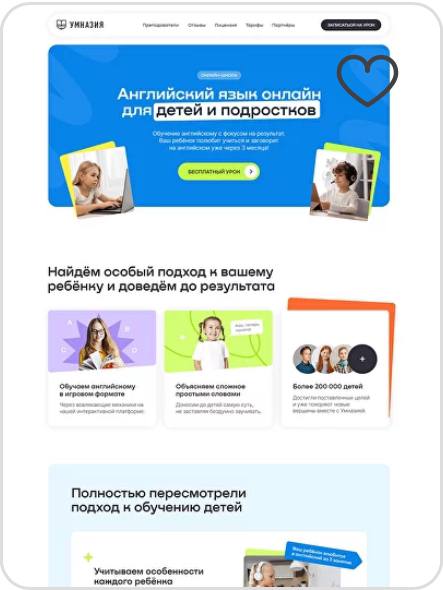 УМНАЗИЯ
Преподаватели Отзывы Лицензия Тарифы Партнёры
ЗАПИСАТЬСЯ НА УРОК
ОНЛАЙН-ШКОЛА
Английский язык онлайн
для детей и подростков
Обучение английскому с фокусом на результат.
Ваш ребёнок полюбит учиться и заговорит
на английском уже через 3 месяца!
БЕСПЛАТНЫЙ УРОК
Найдём особый подход к вашему
ребёнку и доведём до результата
A
B
C
D
Обучаем английскому
в игровом формате
Через вовлекающие механики на
нашей интерактивной платформе.
Объясняем сложное
простыми словами
Доносим до детей самую суть,
не заставляя бездумно заучивать.
+
Более 200 000 детей
Достигли поставленных целей
и уже покоряют новые
вершины вместе с Умназией.
Полностью пересмотрели
подход к обучению детей
Учитываем особенности
каждого ребёнка
Ваш ребёнок влюбится
в английский за 3 занятия